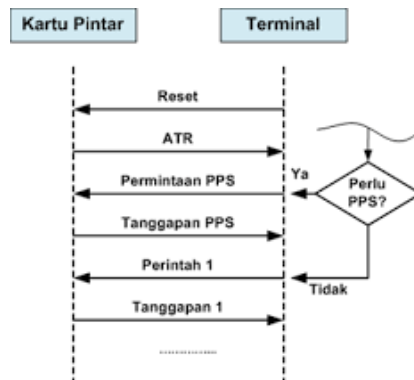 Kartu Pintar
Terminal
Reset
ATR
Permintaan PPS
Ya
Perlu
PPS?
Tanggapan PPS
Perintah 1
Tidak
Tanggapan 1
...............